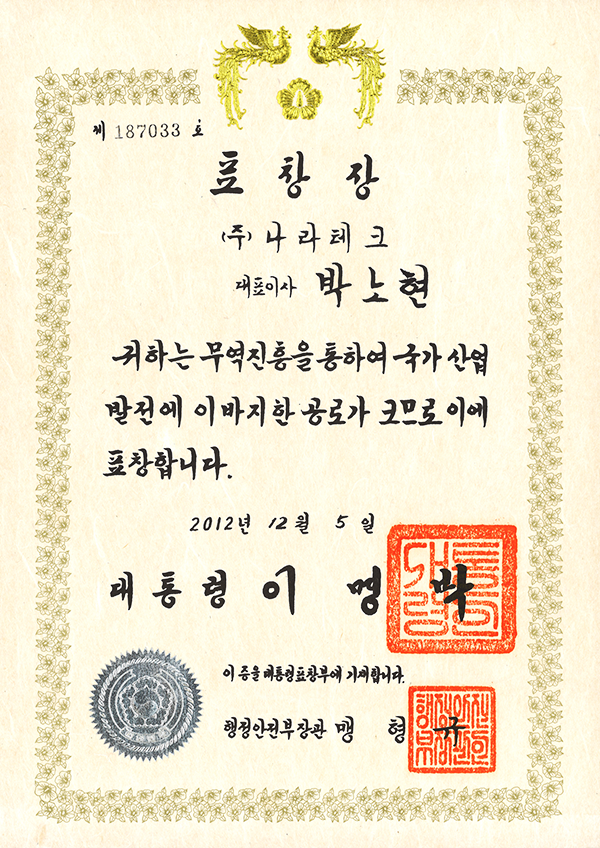 제 187033 호
표창장
(주) 나라테크
대표이사 박노현
귀하는 무역진흥을 통하여 국가 산업
발전에 이바지한 공로가 크므로 이에
표창합니다.
2012년 12월 5일
대통령 이명박
이 증을 대통령표창부에 기재합니다.
행정안전부장관 맹형규